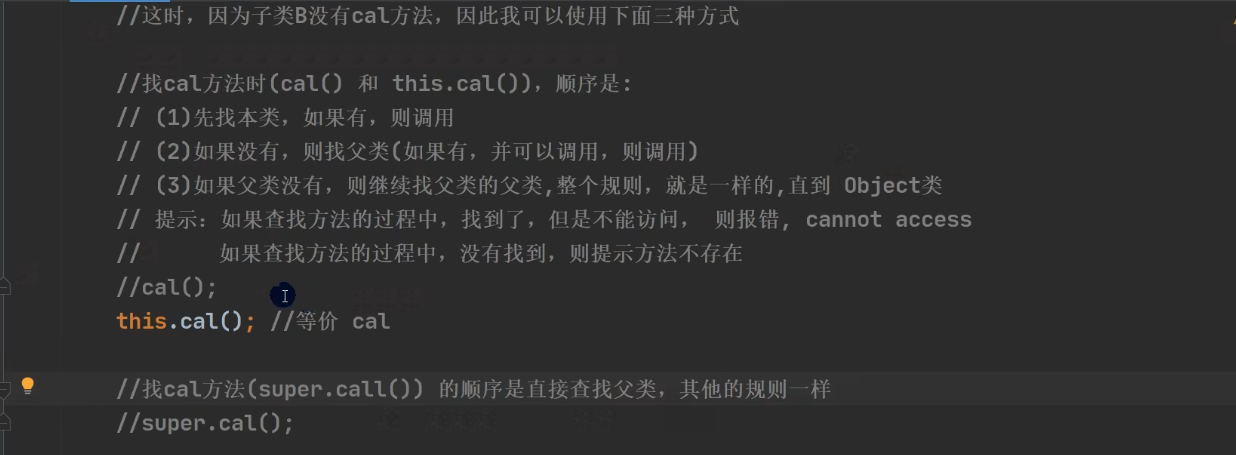 //这时，因为子类B没有cal方法，因此我可以使用下面三种方式
//找cal方法时(cal() 和 this.cal())，顺序是:
// (1)先找本类，如果有，则调用
// (2)如果没有，则找父类(如果有，并可以调用，则调用)
// (3)如果父类没有，则继续找父类的父类,整个规则，就是一样的,直到 Object类
// 提示：如果查找方法的过程中，找到了，但是不能访问， 则报错, cannot access
//      如果查找方法的过程中，没有找到，则提示方法不存在
//cal();
this.cal(); //等价 cal
//找cal方法(super.call()) 的顺序是直接查找父类，其他的规则一样
//super.cal();